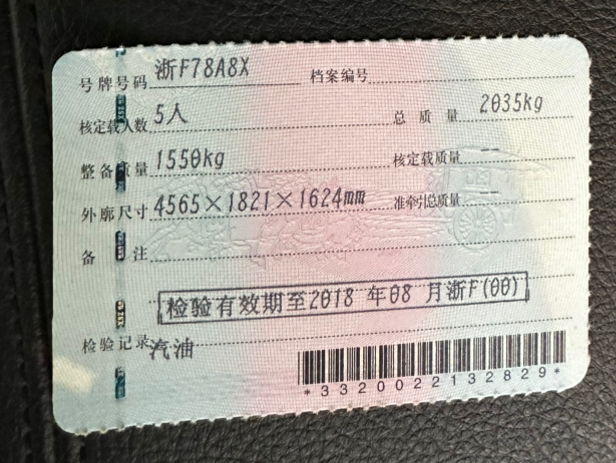 号牌号码 浙F78A8X 档案编号
核定载人数 5人 总质量 2035kg
整备质量 1550kg 核定载质量 --
外廓尺寸 4565×1821×1624mm 准牵引总质量 --
备注
检验有效期至2018 年08 月浙F(00)
检验记录 汽油
*3320022132829*